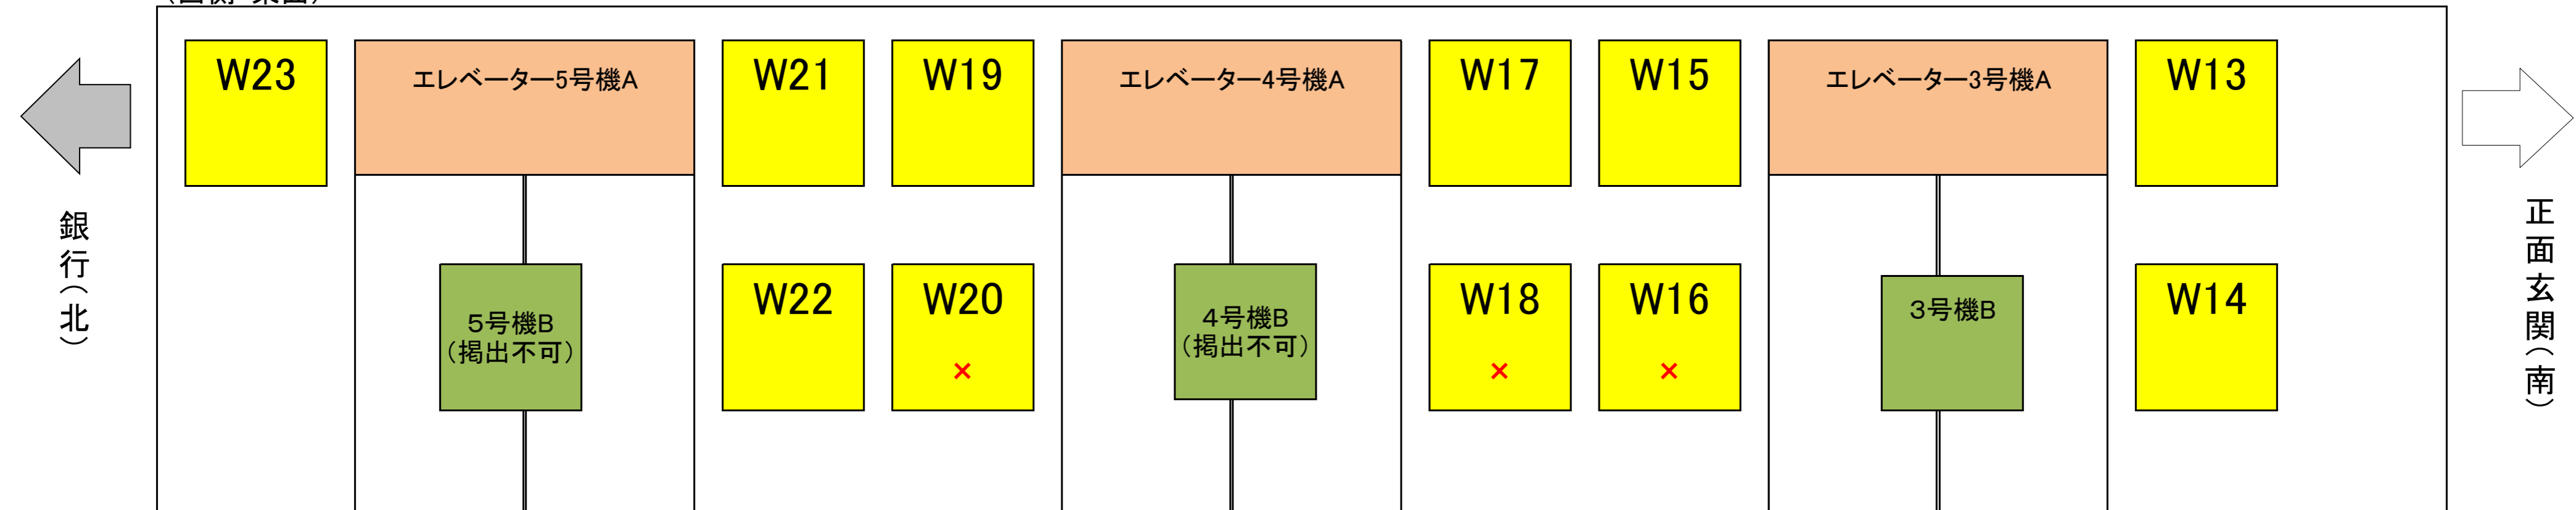 W23
エレベーター5号機A
W21
W19
エレベーター4号機A
W17
W15
エレベーター3号機A
W13
銀行(北)
正面玄関(南)
5号機B
(掲出不可)
W22
W20
×
4号機B
(掲出不可)
W18
×
W16
×
3号機B
W14